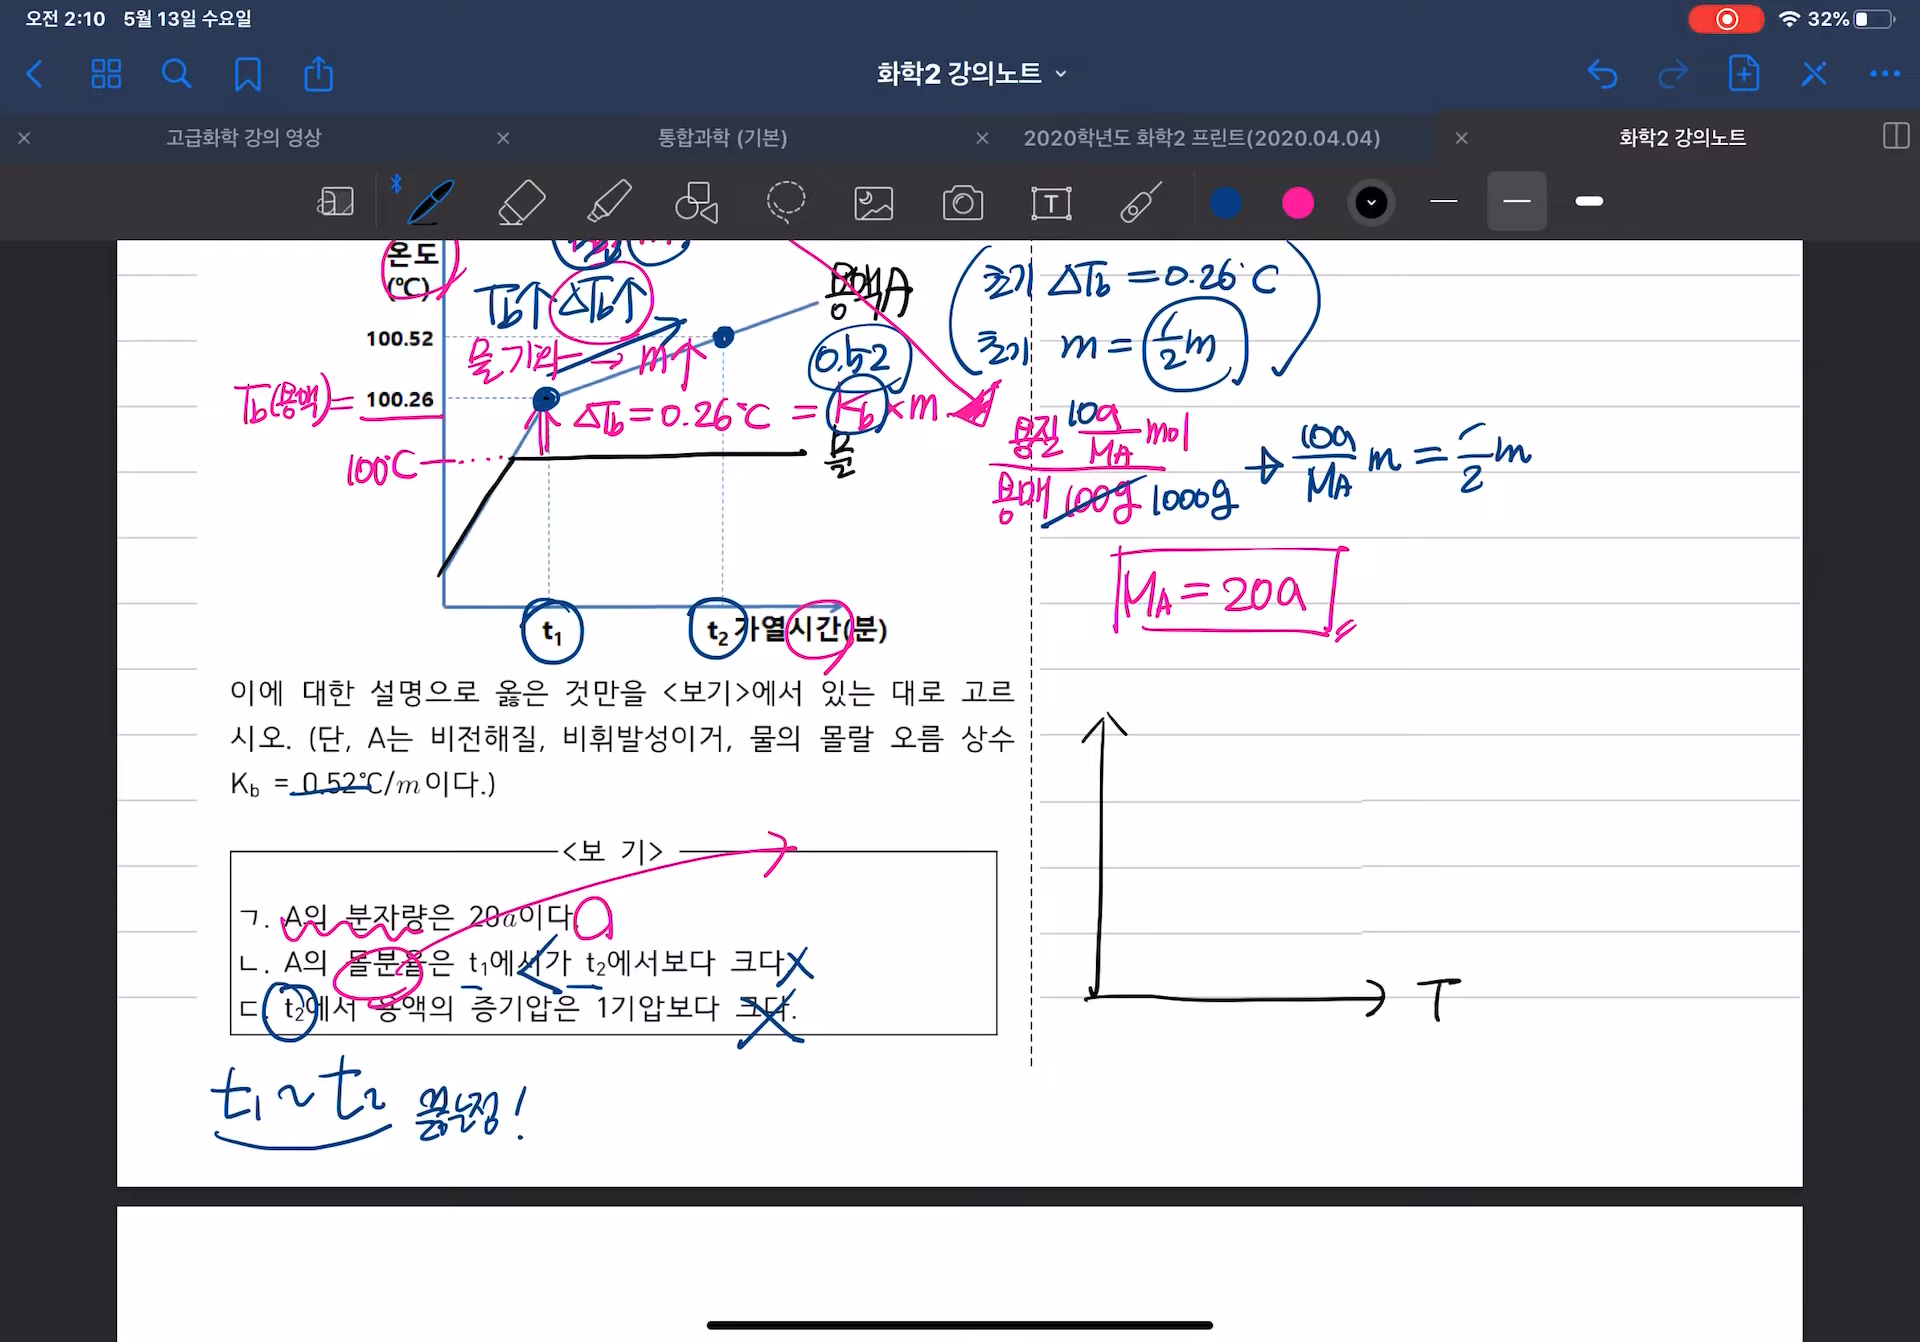 오전 2:10 5월 13일 수요일
32%
화학2 강의노트
고급화학 강의 영상
통합과학 (기본)
2020학년도 화학2 프린트(2020.04.04)
화학2 강의노트
온도
(℃)
Tb↑ ΔTb↑
용액A
100.52
물 기화 → m↑
0.52
Tb(용액)=
100.26
ΔTb = 0.26℃ = Kb × m
100℃
물
t₁
t₂
가열시간(분)
초기 ΔTb = 0.26℃
초기 m = 1/2 m
용질 10a/MA mol
용매 100g 1000g
→ 10a/MA m = 1/2 m
MA = 20a
이에 대한 설명으로 옳은 것만을 <보기>에서 있는 대로 고르
시오. (단, A는 비전해질, 비휘발성이거, 물의 몰랄 오름 상수
Kb = 0.52℃/m이다.)
<보 기>
ㄱ. A의 분자량은 20a이다.
ㄴ. A의 몰분율은 t₁에서가 t₂에서보다 크다 X
ㄷ. t₂에서 용액의 증기압은 1기압보다 크다.
t₁ ~ t₂ 끓는점!
T